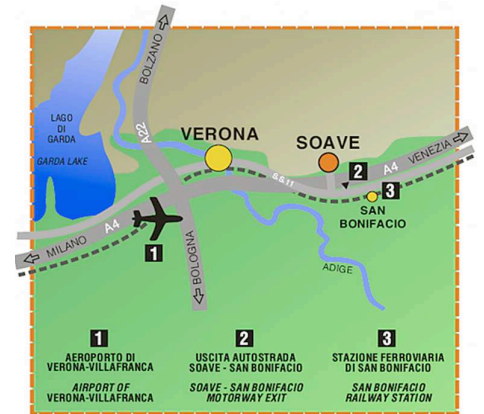 BOLZANO
A22
LAGO
DI
GARDA
GARDA LAKE
VERONA
SOAVE
VENEZIA
A4
2
S.S.11
3
SAN
BONIFACIO
A4
MILANO
1
BOLOGNA
ADIGE
1
AEROPORTO DI
VERONA-VILLAFRANCA
AIRPORT OF
VERONA-VILLAFRANCA
2
USCITA AUTOSTRADA
SOAVE - SAN BONIFACIO
SOAVE - SAN BONIFACIO
MOTORWAY EXIT
3
STAZIONE FERROVIARIA
DI SAN BONIFACIO
SAN BONIFACIO
RAILWAY STATION